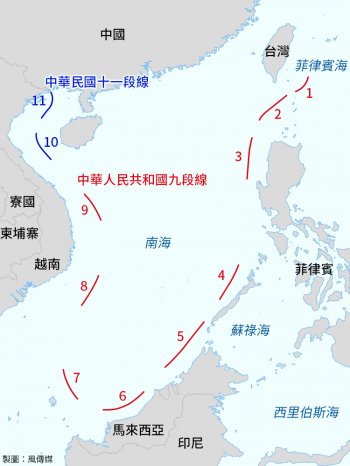 中國
台灣
菲律賓海
中華民國十一段線
11
1
2
10
3
中華人民共和國九段線
寮國
9
柬埔寨
南海
越南
菲律賓
4
8
蘇祿海
5
7
6
西里伯斯海
馬來西亞
印尼
製圖：風傳媒